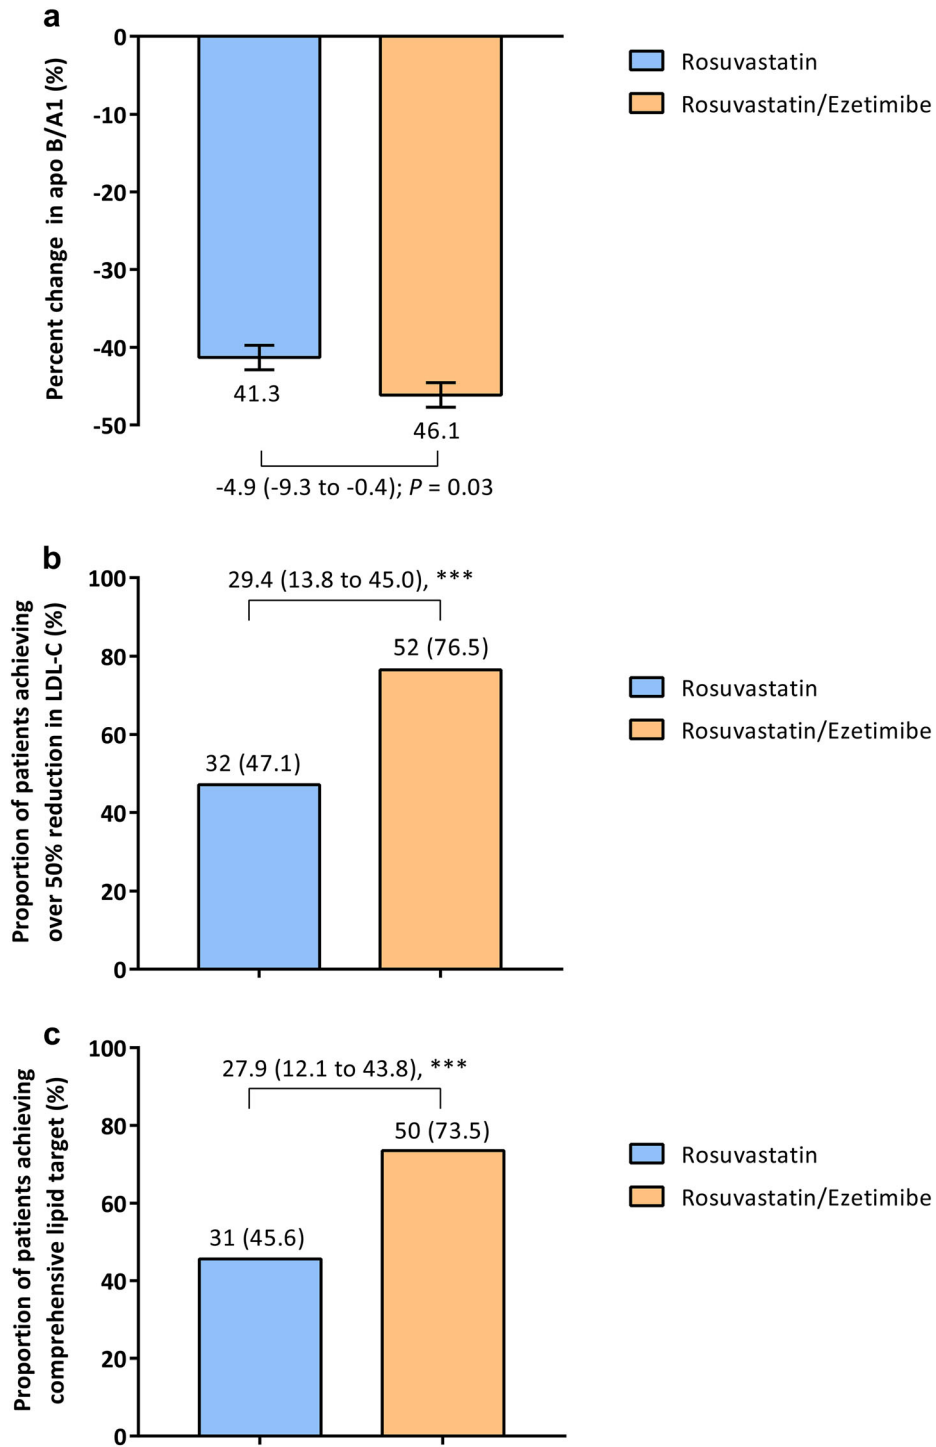 a
Percent change in apo B/A1 (%)
0
-10
-20
-30
-40
-50
41.3
46.1
-4.9 (-9.3 to -0.4); P = 0.03
Rosuvastatin
Rosuvastatin/Ezetimibe
b
Proportion of patients achieving
over 50% reduction in LDL-C (%)
100
80
60
40
20
0
29.4 (13.8 to 45.0), ***
32 (47.1)
52 (76.5)
Rosuvastatin
Rosuvastatin/Ezetimibe
c
Proportion of patients achieving
comprehensive lipid target (%)
100
80
60
40
20
0
27.9 (12.1 to 43.8), ***
31 (45.6)
50 (73.5)
Rosuvastatin
Rosuvastatin/Ezetimibe